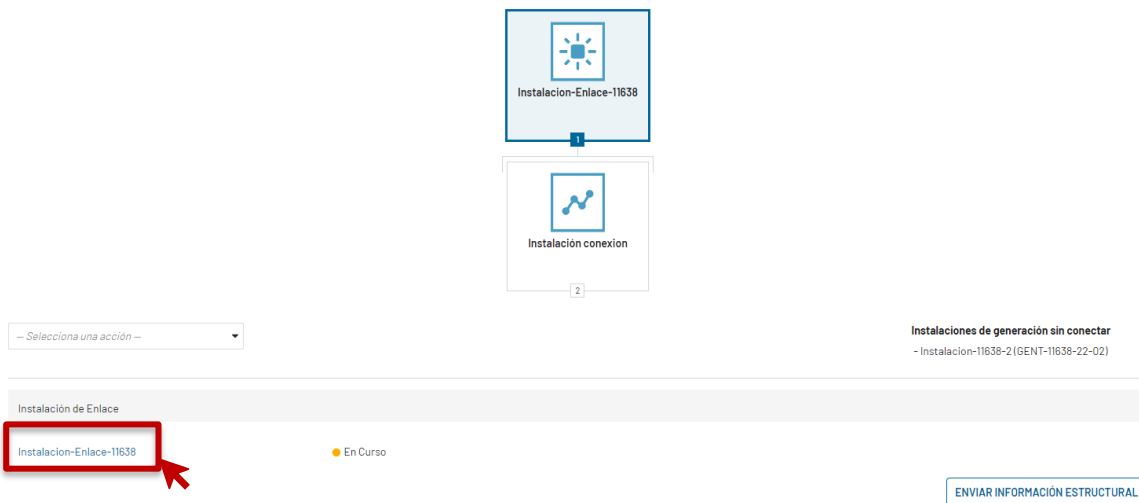 Instalacion-Enlace-11638
1
Instalación conexion
2
— Selecciona una acción —
Instalaciones de generación sin conectar
- Instalacion-11638-2 (GENT-11638-22-02)
Instalación de Enlace
Instalacion-Enlace-11638
En Curso
ENVIAR INFORMACIÓN ESTRUCTURAL